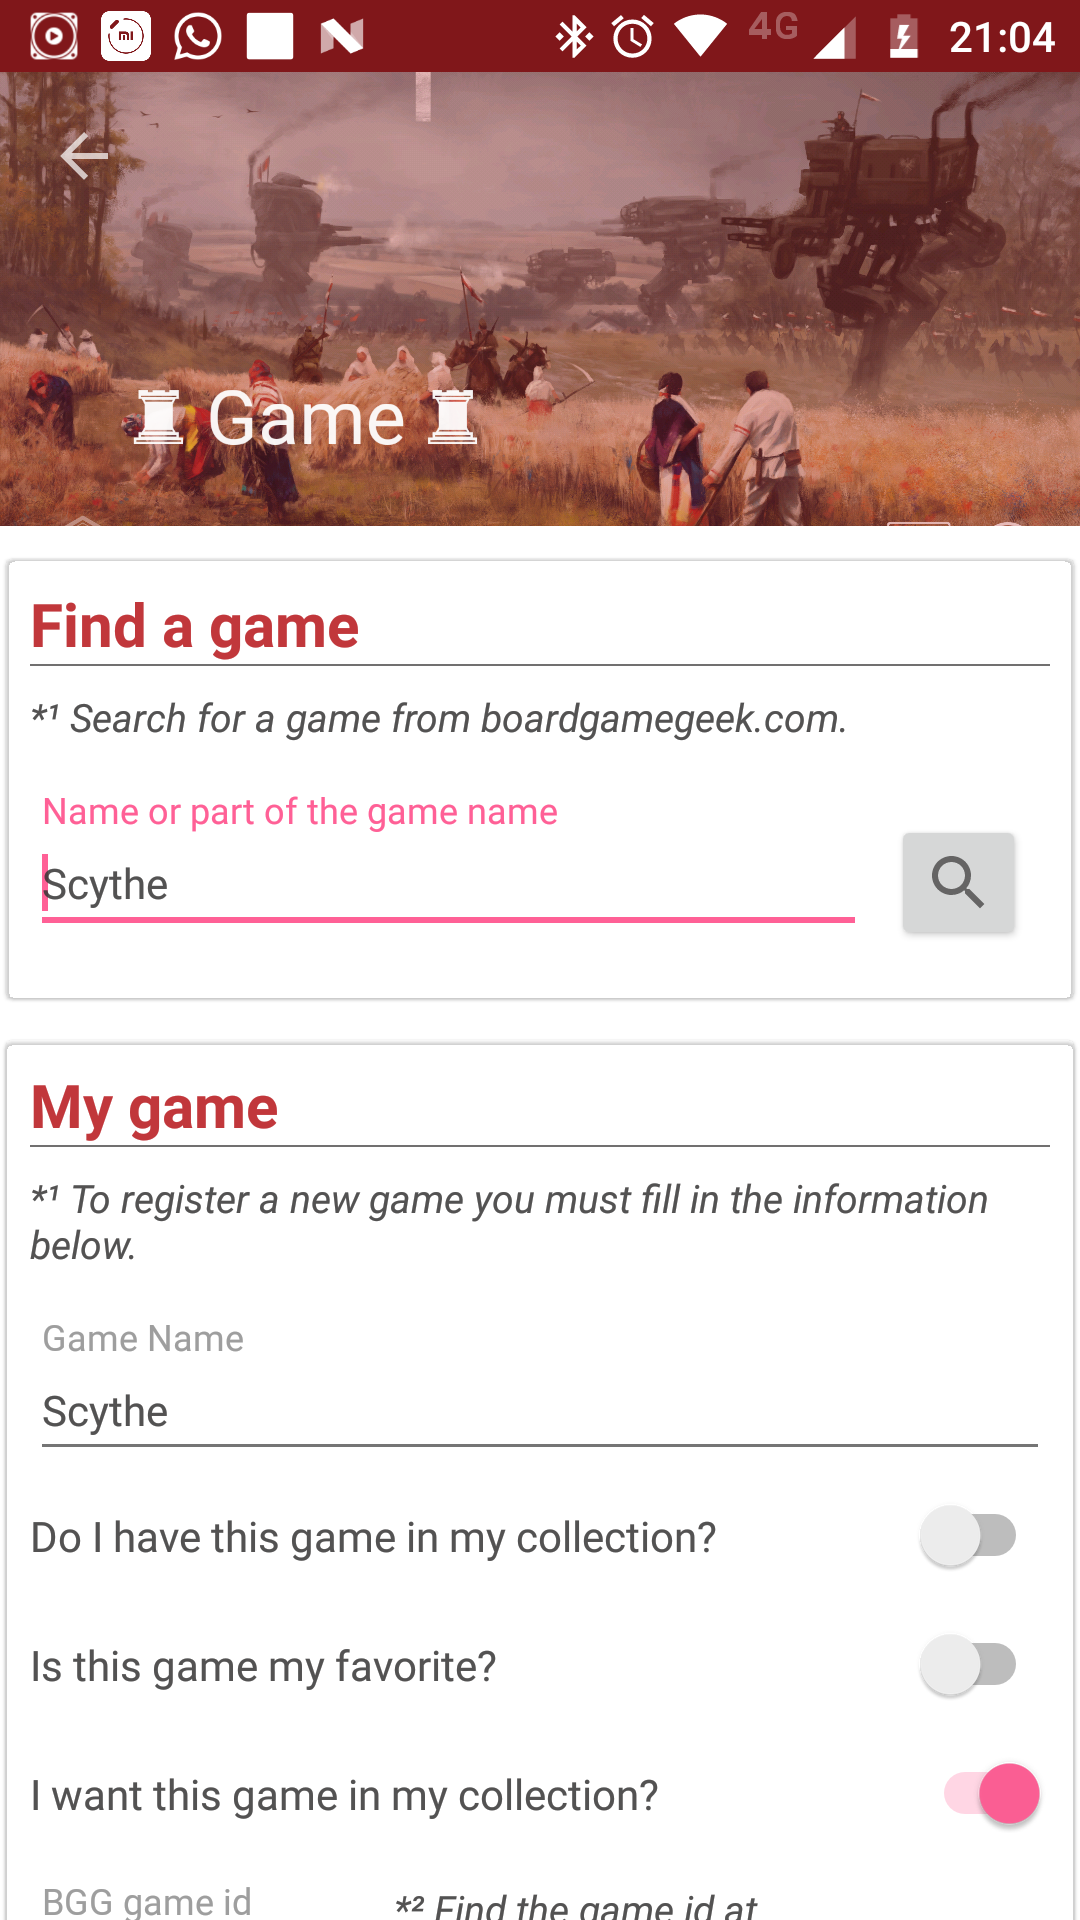 mi
4G
21:04
Game
Find a game
*¹ Search for a game from boardgamegeek.com.
Name or part of the game name
Scythe
My game
*¹ To register a new game you must fill in the information
below.
Game Name
Scythe
Do I have this game in my collection?
Is this game my favorite?
I want this game in my collection?
BGG game id
*² Find the game id at